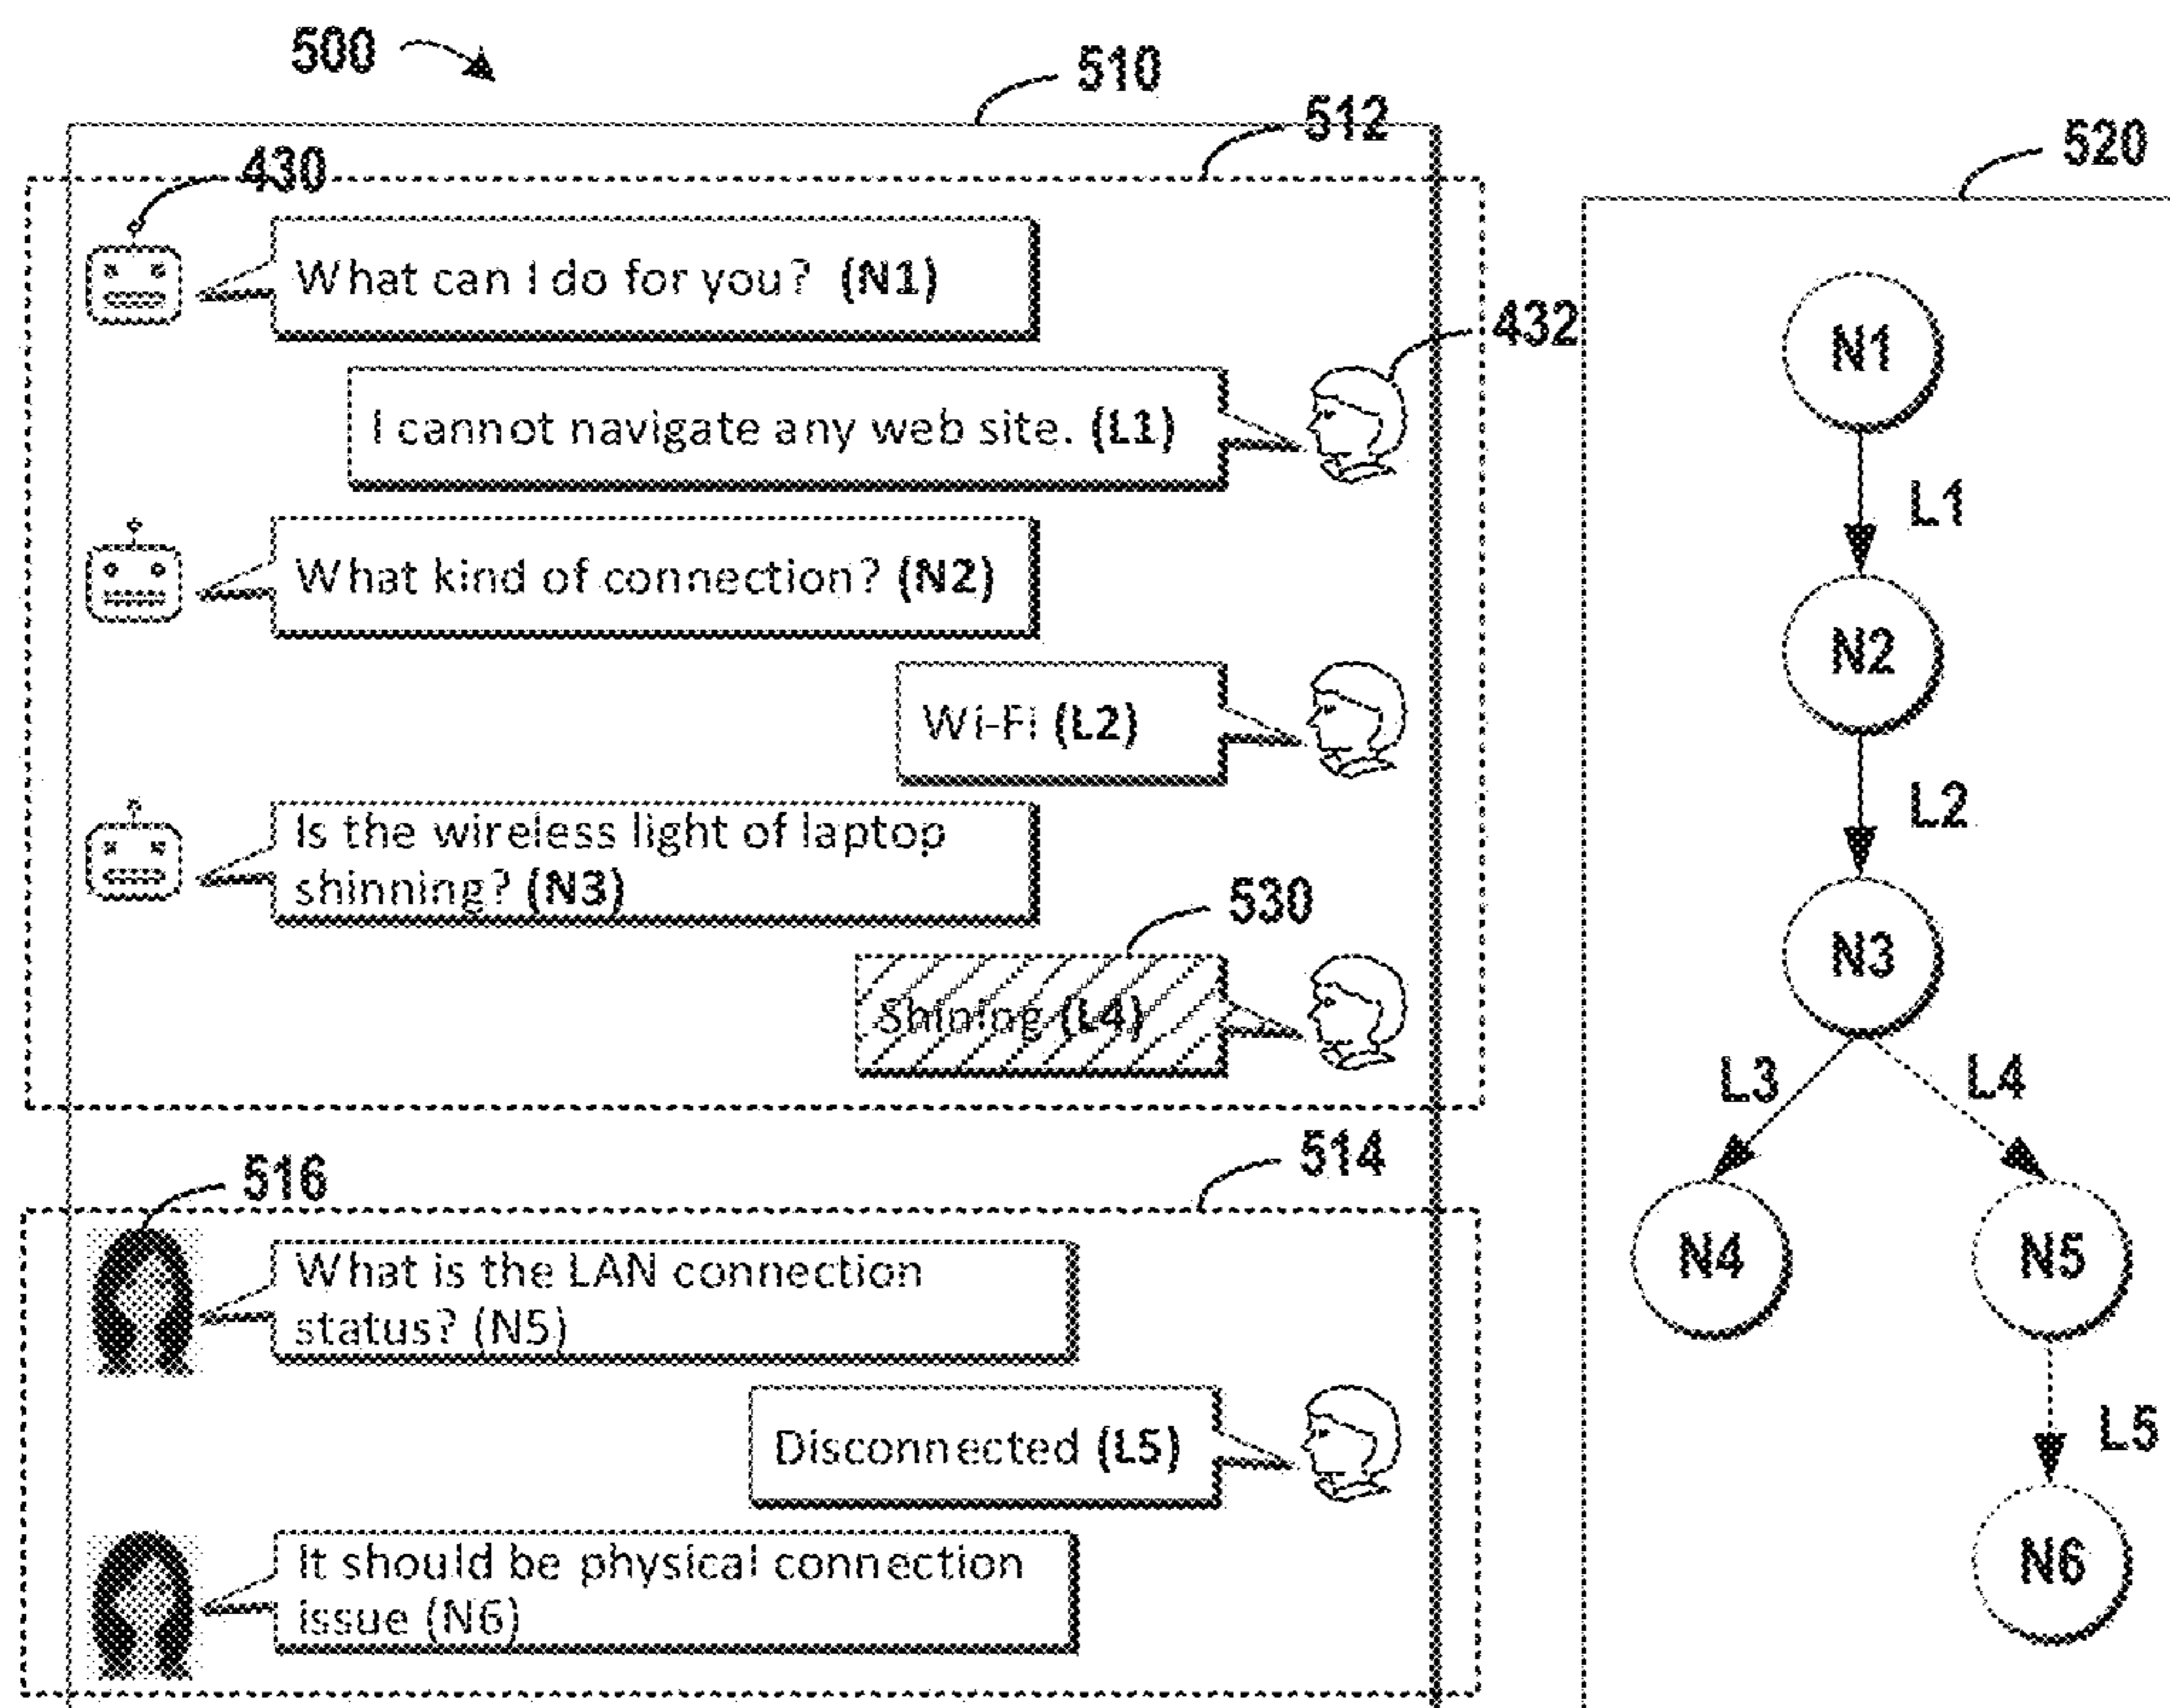 500
510
512
430
What can I do for you? (N1)
432
I cannot navigate any web site. (L1)
What kind of connection? (N2)
Wi-Fi (L2)
Is the wireless light of laptop
shinning? (N3)
530
Shining (L4)
514
516
What is the LAN connection
status? (N5)
Disconnected (L5)
It should be physical connection
issue (N6)
520
N1
L1
N2
L2
N3
L3
L4
N4
N5
L5
N6